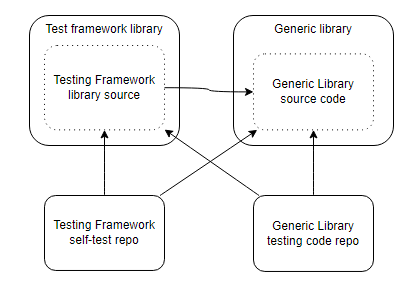 Test framework library
Generic library
Testing Framework
library source
Generic Library
source code
Testing Framework
self-test repo
Generic Library
testing code repo